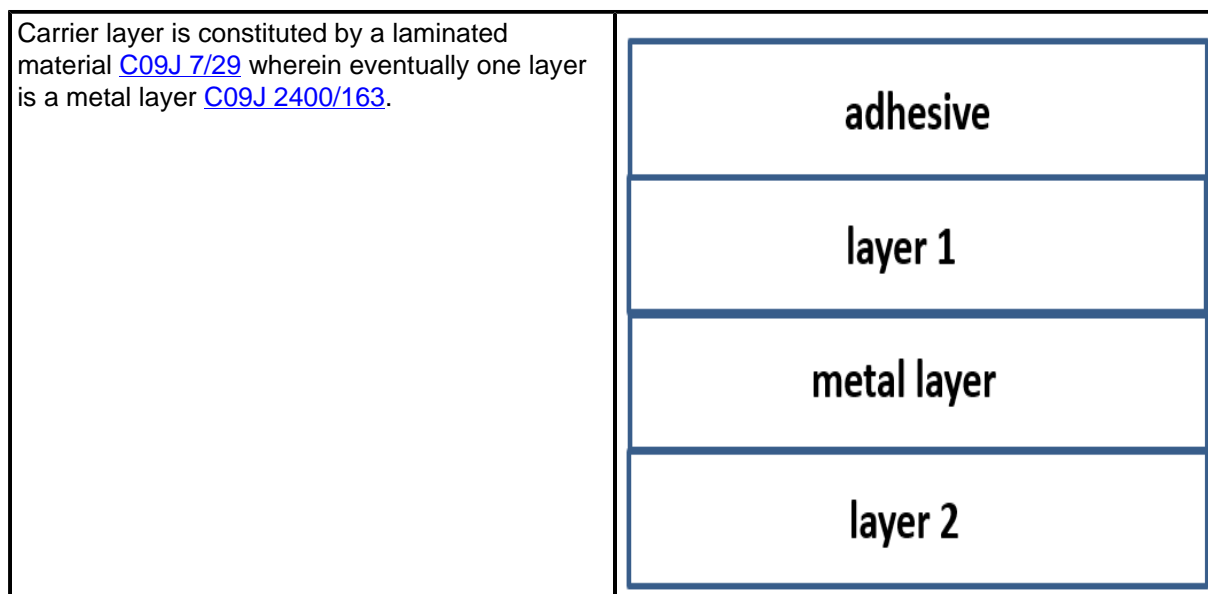 Carrier layer is constituted by a laminated
material C09J 7/29 wherein eventually one layer
is a metal layer C09J 2400/163.
adhesive
layer 1
metal layer
layer 2